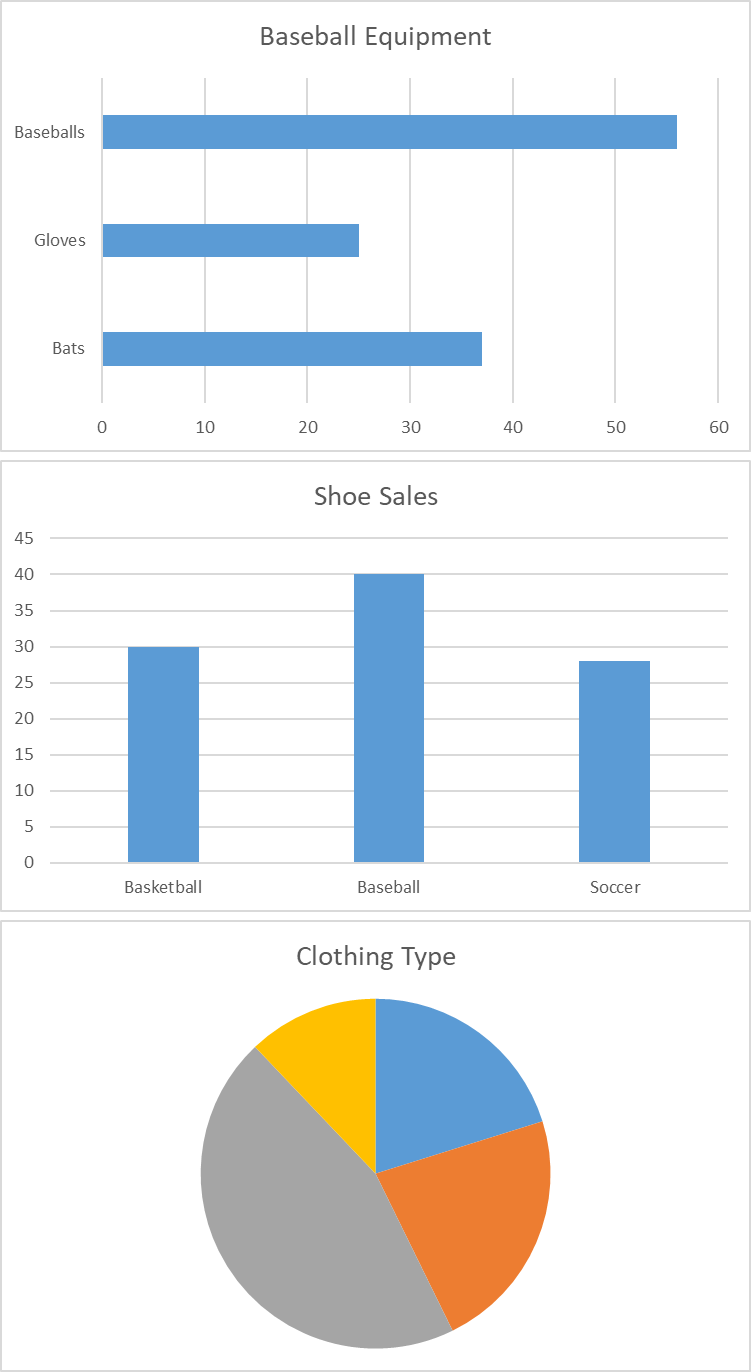 Baseball Equipment
Baseballs
Gloves
Bats
0 10 20 30 40 50 60
Shoe Sales
45
40
35
30
25
20
15
10
5
0
Basketball Baseball Soccer
Clothing Type